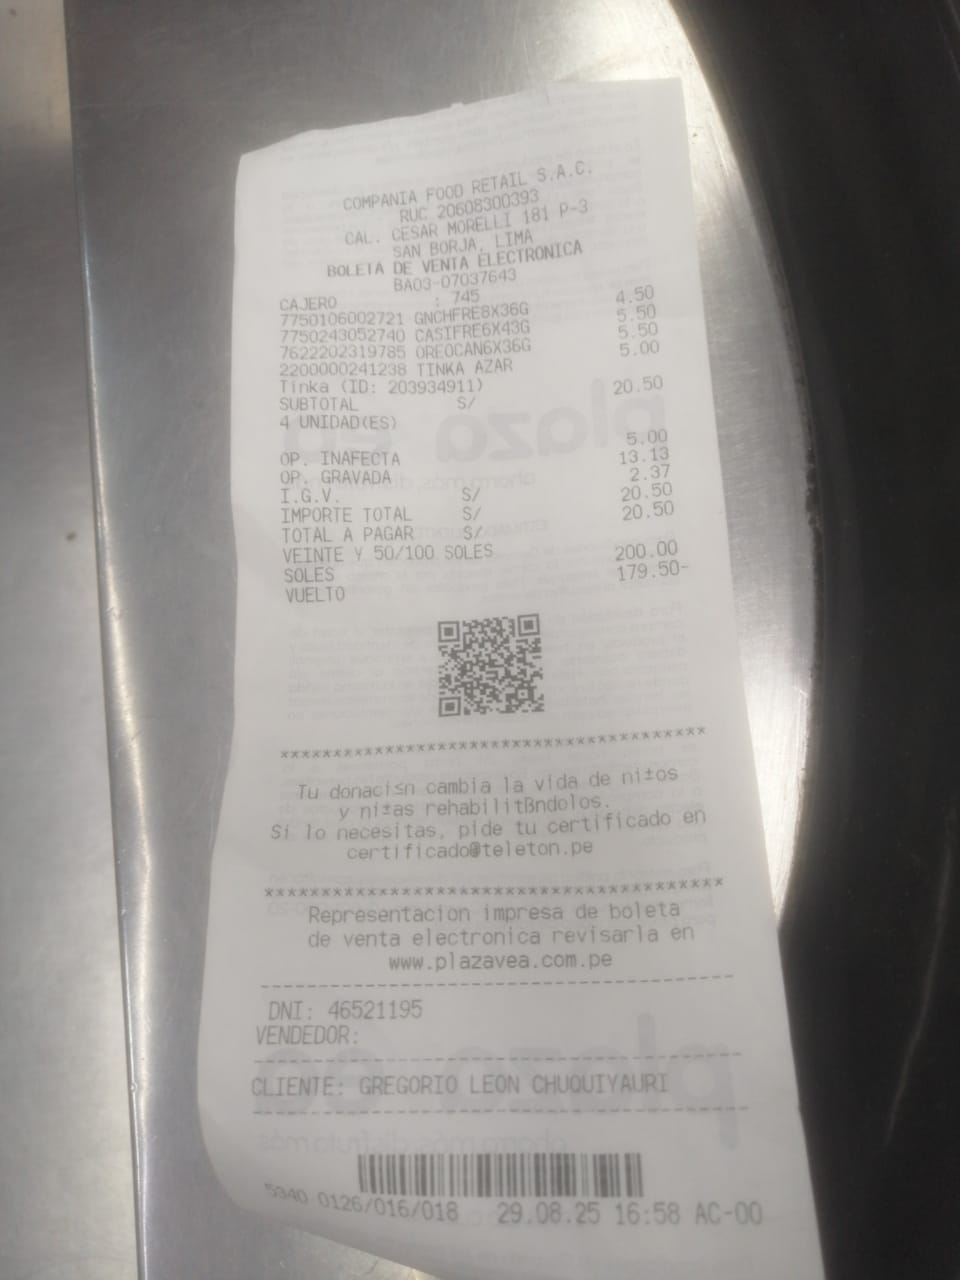 COMPANIA FOOD RETAIL S.A.C.
RUC 20608300393
CAL. CESAR MORELLI 181 P-3
SAN BORJA, LIMA
BOLETA DE VENTA ELECTRONICA
BA03-07037643
CAJERO : 745
7750106002721 GNCHFRE8X36G 4.50
7750243052740 CASIFRE6X43G 5.50
7622202319785 OREOCAN6X36G 5.50
2200000241238 TINKA AZAR 5.00
Tinka (ID: 203934911)
SUBTOTAL S/ 20.50
4 UNIDAD(ES)
OP. INAFECTA 5.00
OP. GRAVADA 13.13
I.G.V. S/ 2.37
IMPORTE TOTAL S/ 20.50
TOTAL A PAGAR S/ 20.50
VEINTE Y 50/100 SOLES
SOLES 200.00
VUELTO 179.50-
****************************************
Tu donaci≤n cambia la vida de ni±os
y ni±as rehabilitßndolos.
Si lo necesitas, pide tu certificado en
certificado@teleton.pe
****************************************
Representacion impresa de boleta
de venta electronica revisarla en
www.plazavea.com.pe
DNI: 46521195
VENDEDOR:
CLIENTE: GREGORIO LEON CHUQUIYAURI
5340 0126/016/018 29.08.25 16:58 AC-00